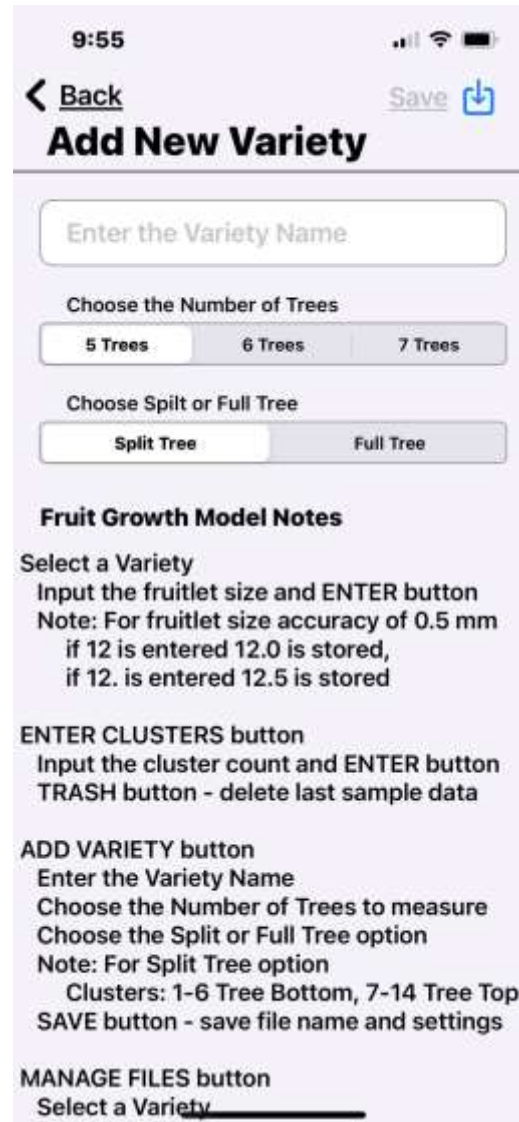 9:55
Back
Save
Add New Variety
Enter the Variety Name
Choose the Number of Trees
5 Trees 6 Trees 7 Trees
Choose Spilt or Full Tree
Split Tree Full Tree
Fruit Growth Model Notes
Select a Variety
Input the fruitlet size and ENTER button
Note: For fruitlet size accuracy of 0.5 mm
if 12 is entered 12.0 is stored,
if 12. is entered 12.5 is stored
ENTER CLUSTERS button
Input the cluster count and ENTER button
TRASH button - delete last sample data
ADD VARIETY button
Enter the Variety Name
Choose the Number of Trees to measure
Choose the Split or Full Tree option
Note: For Split Tree option
Clusters: 1-6 Tree Bottom, 7-14 Tree Top
SAVE button - save file name and settings
MANAGE FILES button
Select a Variety